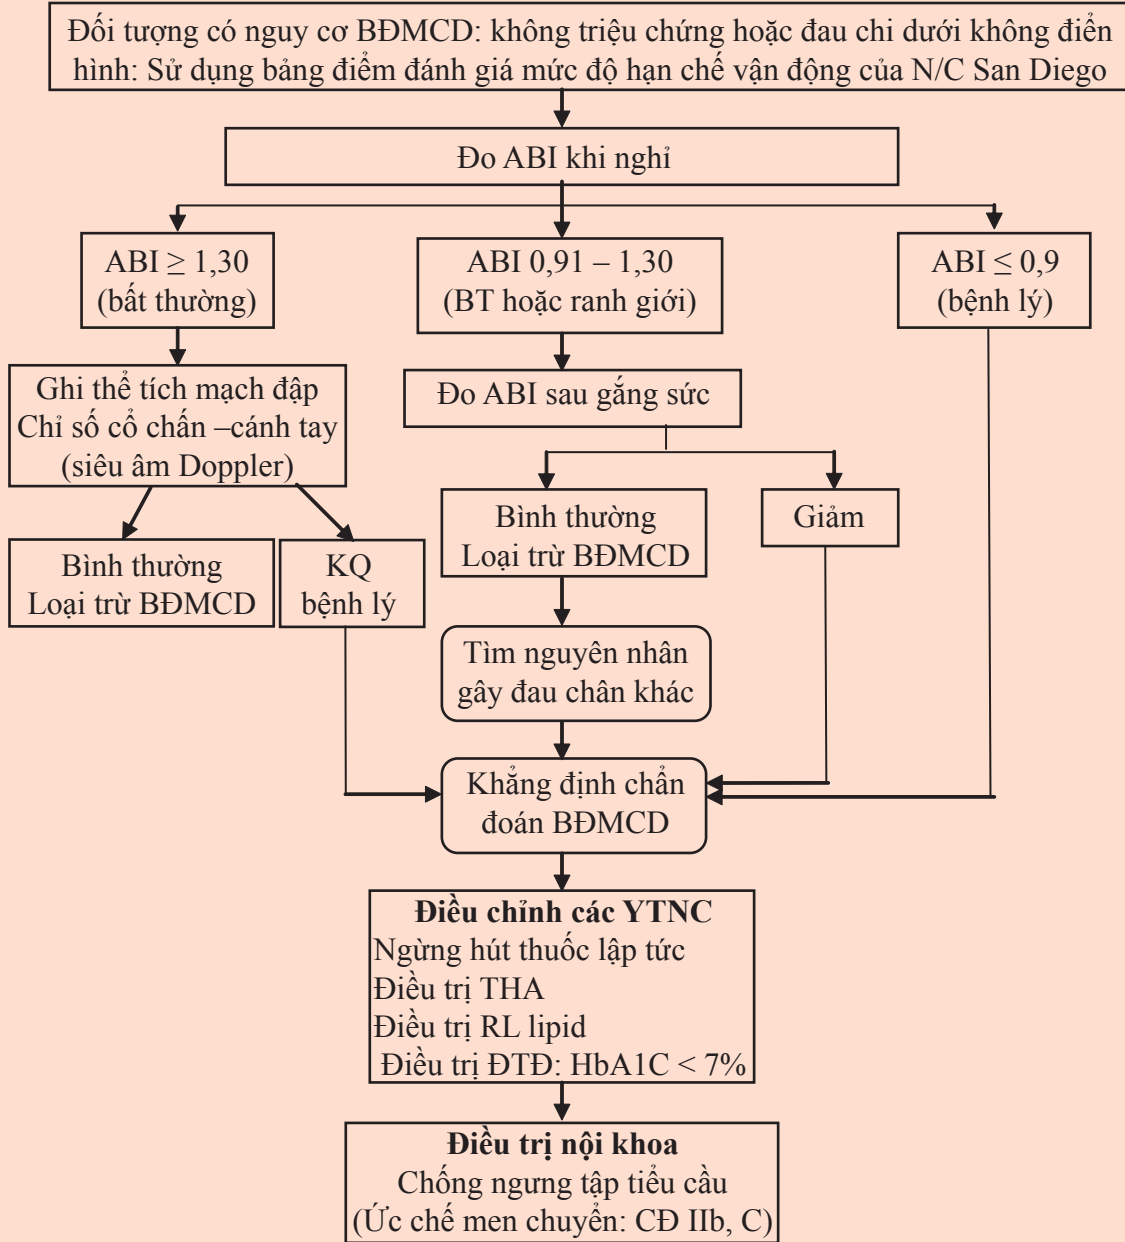 Đối tượng có nguy cơ BĐMCD: không triệu chứng hoặc đau chi dưới không điển
hình: Sử dụng bảng điểm đánh giá mức độ hạn chế vận động của N/C San Diego
Đo ABI khi nghỉ
ABI ≥ 1,30
(bất thường)
ABI 0,91 – 1,30
(BT hoặc ranh giới)
ABI ≤ 0,9
(bệnh lý)
Ghi thể tích mạch đập
Chỉ số cổ chấn –cánh tay
(siêu âm Doppler)
Đo ABI sau gắng sức
Bình thường
Loại trừ BĐMCD
KQ
bệnh lý
Bình thường
Loại trừ BĐMCD
Giảm
Tìm nguyên nhân
gây đau chân khác
Khẳng định chẩn
đoán BĐMCD
Điều chỉnh các YTNC
Ngừng hút thuốc lập tức
Điều trị THA
Điều trị RL lipid
Điều trị ĐTĐ: HbA1C < 7%
Điều trị nội khoa
Chống ngưng tập tiểu cầu
(Ức chế men chuyển: CĐ IIb, C)